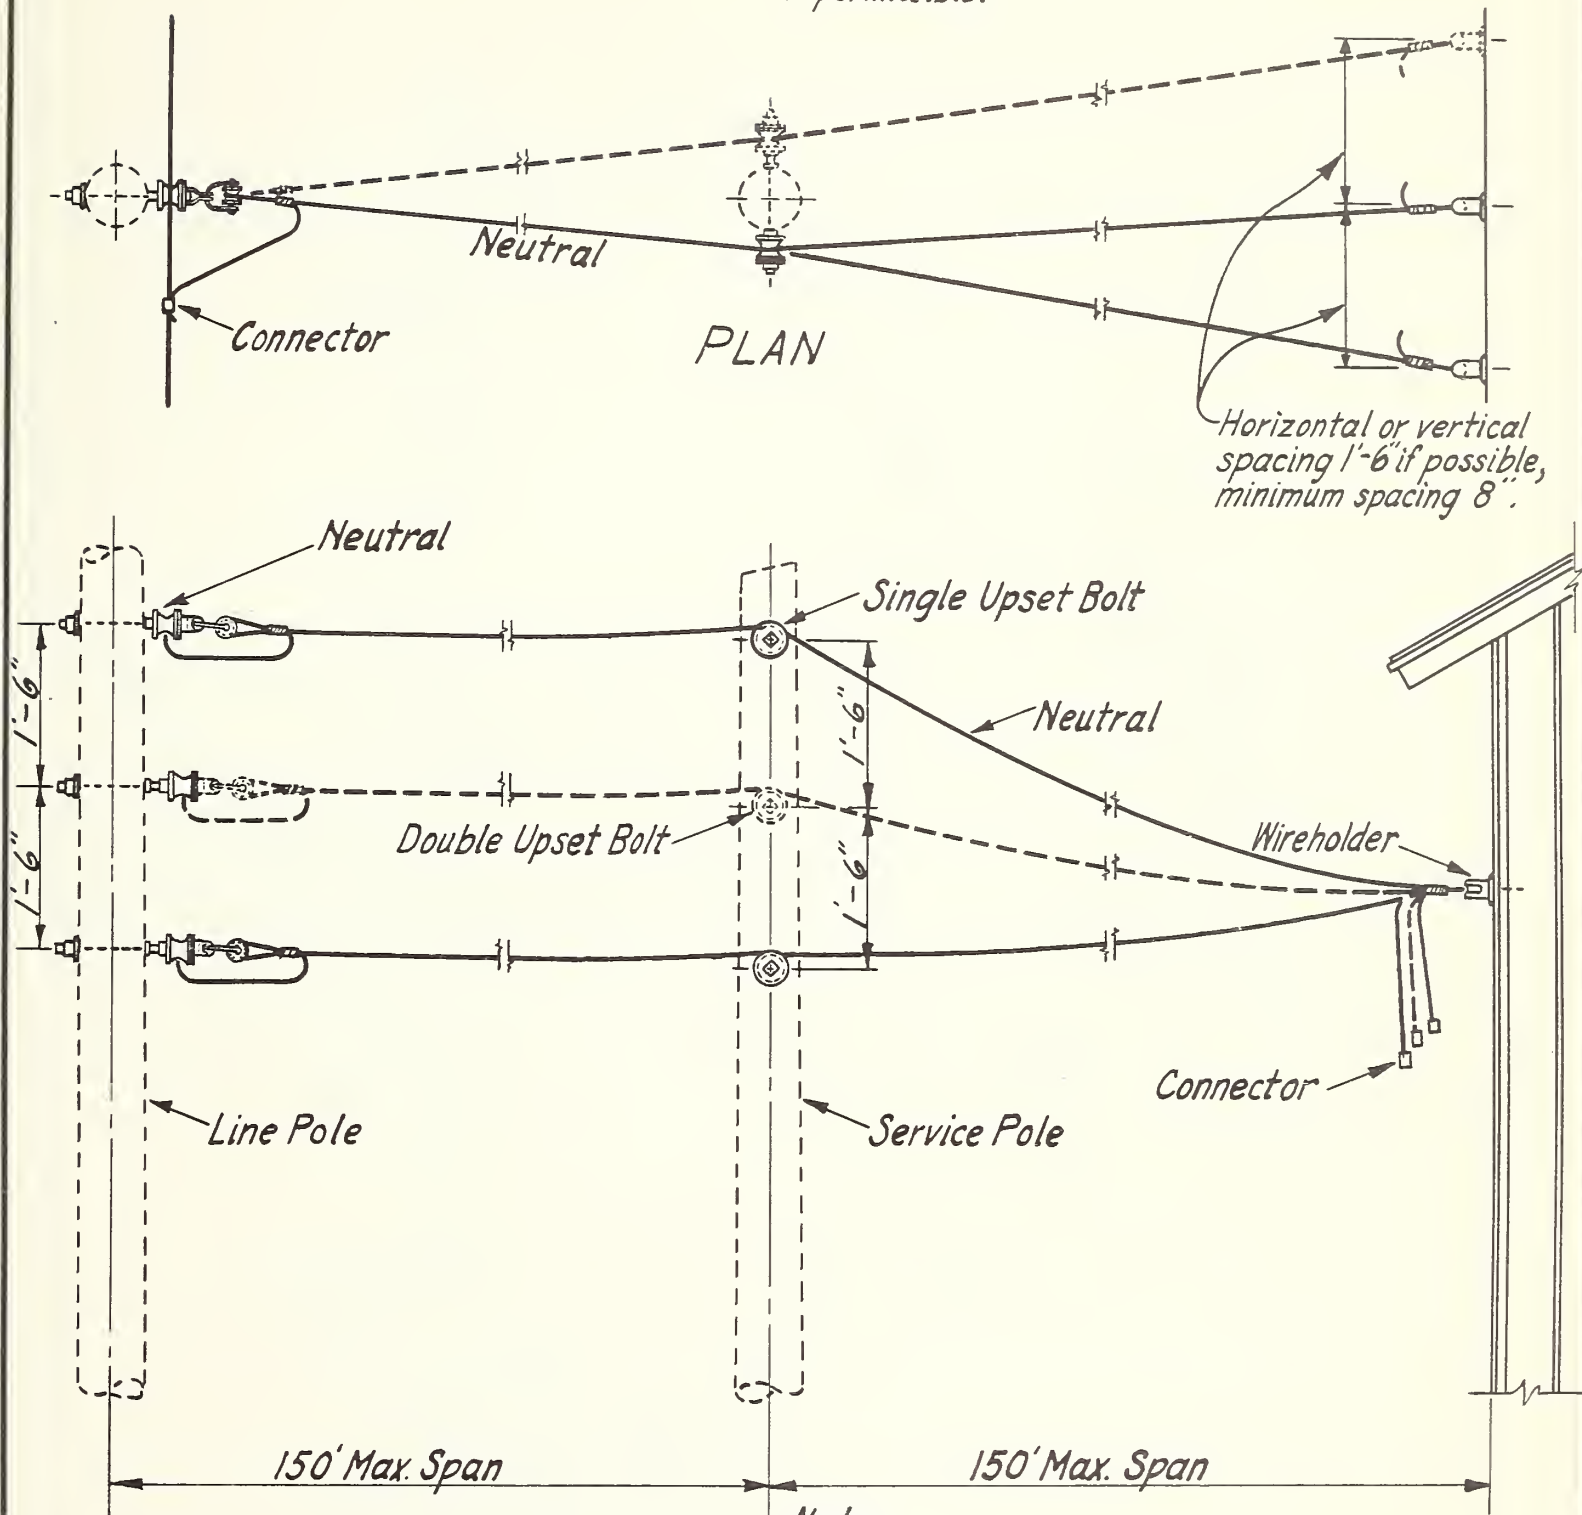 permissible.
Neutral
Connector
PLAN
Horizontal or vertical
spacing 1'-6" if possible,
minimum spacing 8".
Neutral
Single Upset Bolt
1'-6"
1'-6"
Neutral
Double Upset Bolt
Wireholder
1'-6"
1'-6"
Connector
Line Pole
Service Pole
150' Max. Span
150' Max. Span